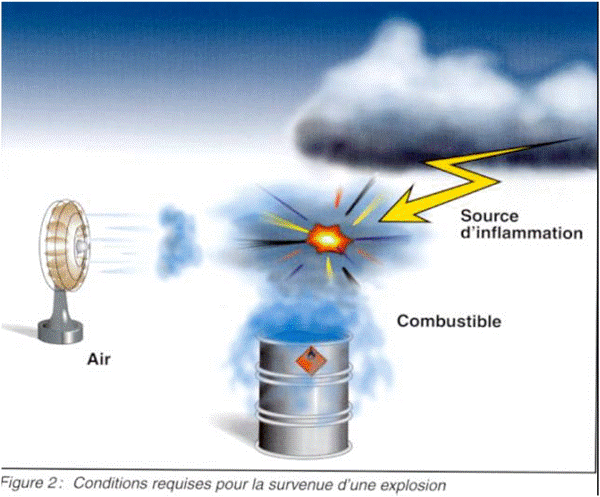 Source
d'inflammation
Combustible
Air
Figure 2: Conditions requises pour la survenue d'une explosion